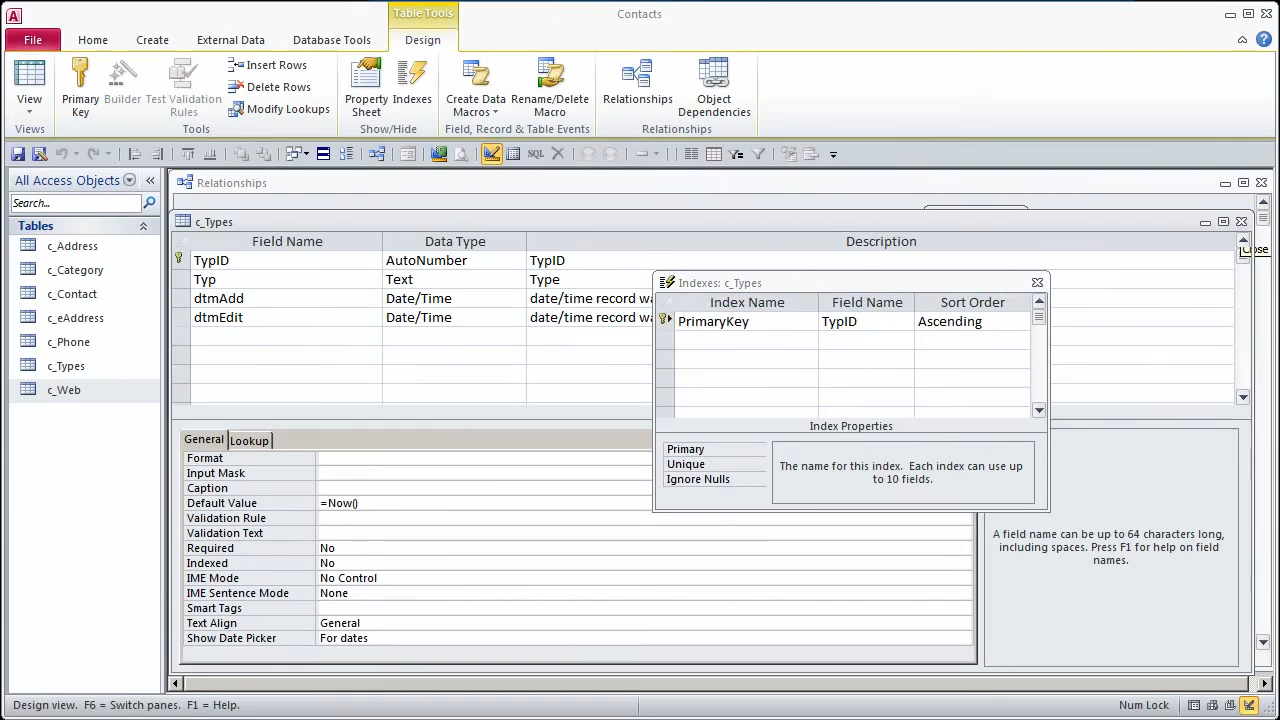 Table Tools
Contacts
File
Home
Create
External Data
Database Tools
Design
View
Primary Key
Builder
Test Validation Rules
Insert Rows
Delete Rows
Modify Lookups
Property Sheet
Indexes
Create Data Macros
Rename/Delete Macro
Relationships
Object Dependencies
Views
Tools
Show/Hide
Field, Record & Table Events
Relationships
SQL
All Access Objects
Search...
Tables
c_Address
c_Category
c_Contact
c_eAddress
c_Phone
c_Types
c_Web
Relationships
c_Types
Field Name Data Type Description
TypID AutoNumber TypID
Typ Text Type
dtmAdd Date/Time date/time record wa
dtmEdit Date/Time date/time record wa
Close
Indexes: c_Types
Index Name Field Name Sort Order
PrimaryKey TypID Ascending
Index Properties
Primary
Unique
Ignore Nulls
The name for this index. Each index can use up
to 10 fields.
General Lookup
Format
Input Mask
Caption
Default Value =Now()
Validation Rule
Validation Text
Required No
Indexed No
IME Mode No Control
IME Sentence Mode None
Smart Tags
Text Align General
Show Date Picker For dates
A field name can be up to 64 characters long,
including spaces. Press F1 for help on field
names.
Design view. F6 = Switch panes. F1 = Help.
Num Lock